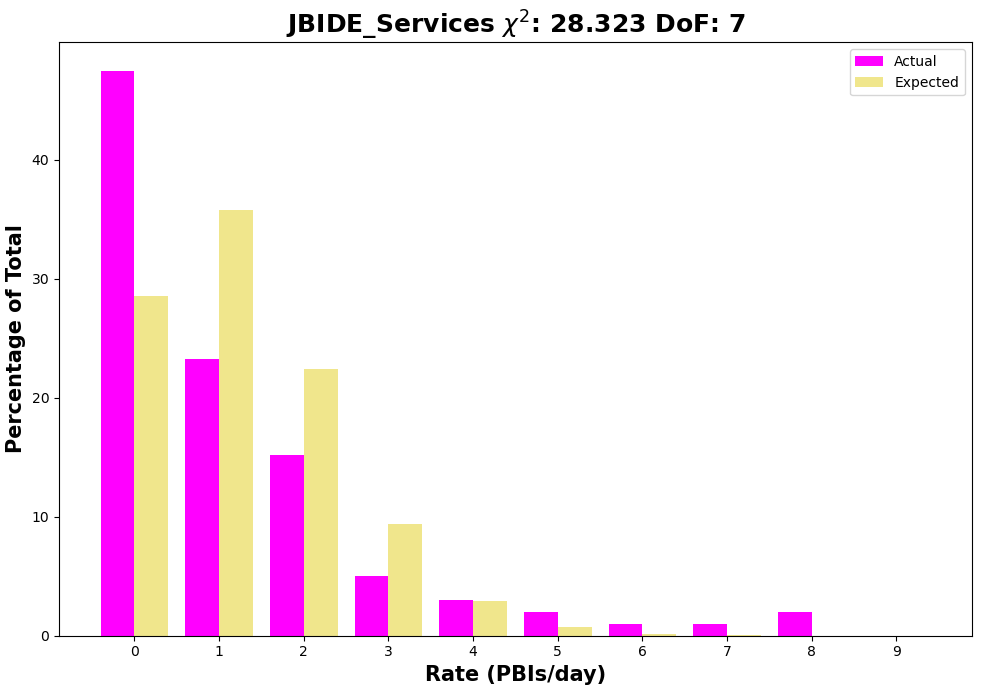 JBIDE_Services χ²: 28.323 DoF: 7
Actual
Expected
Percentage of Total
40
30
20
10
0
0 1 2 3 4 5 6 7 8 9
Rate (PBIs/day)